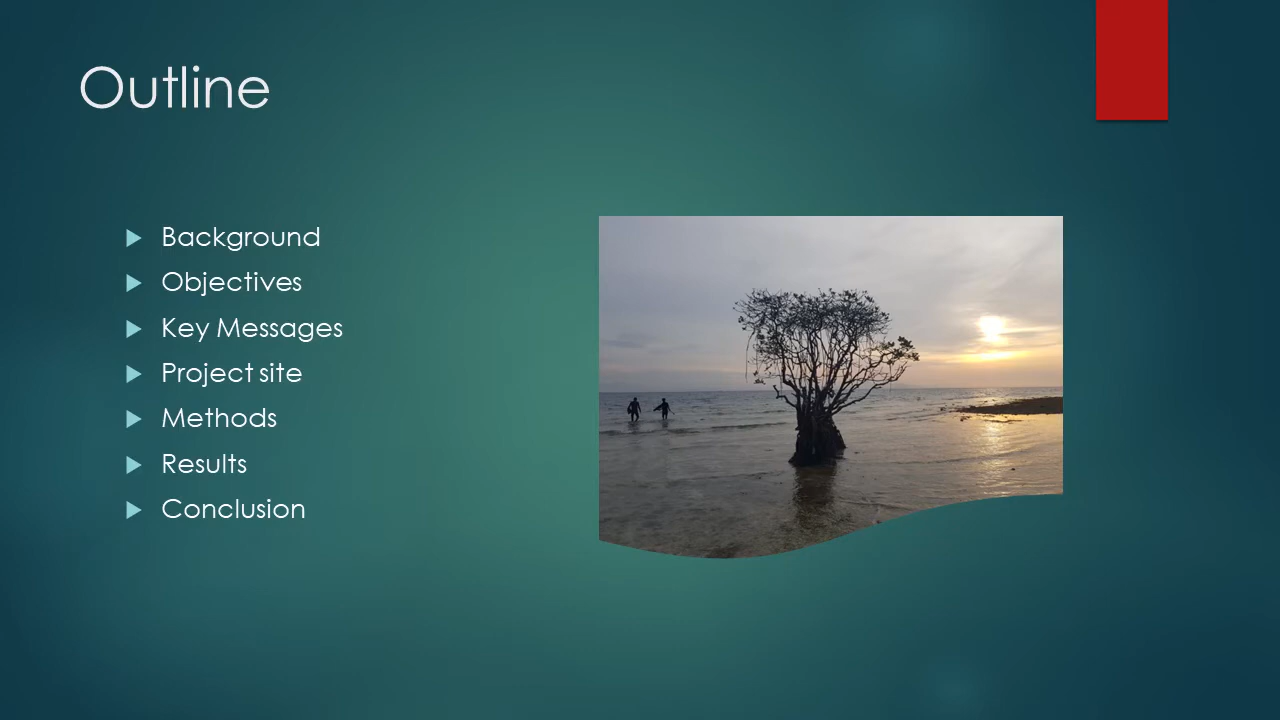 Outline
Background
Objectives
Key Messages
Project site
Methods
Results
Conclusion